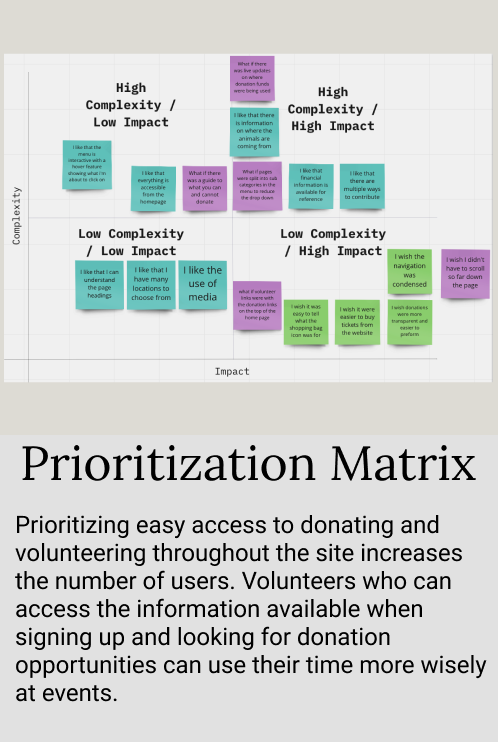 What if there
was live updates
on where
donation funds
were being used
High
Complexity /
Low Impact
High
Complexity /
High Impact
I like that there
is information
on where the
animals are
coming from
I like that the
menu is
interactive with a
hover feature
showing what I'm
about to click on
I like that
everything is
accessible
from the
homepage
What if there
was a guide to
what you can
and cannot
donate
What if pages
were split into sub
categories in the
menu to reduce
the drop down
I like that
financial
information is
available for
reference
I like that
there are
multiple ways
to contribute
Complexity
Low Complexity
/ Low Impact
Low Complexity
/ High Impact
I like that I can
understand
the page
headings
I like that I
have many
locations to
choose from
I like the
use of
media
what if volunteer
links were with
the donation links
on the top of the
home page
I wish it was
easy to tell
what the
shopping bag
icon was for
I wish it were
easier to buy
tickets from
the website
I wish
the
navigation
was
condensed
I wish donations
were more
transparent and
easier to
preform
I wish I didn't
have to scroll
so far down
the page
Impact
Prioritization Matrix
Prioritizing easy access to donating and
volunteering throughout the site increases
the number of users. Volunteers who can
access the information available when
signing up and looking for donation
opportunities can use their time more wisely
at events.